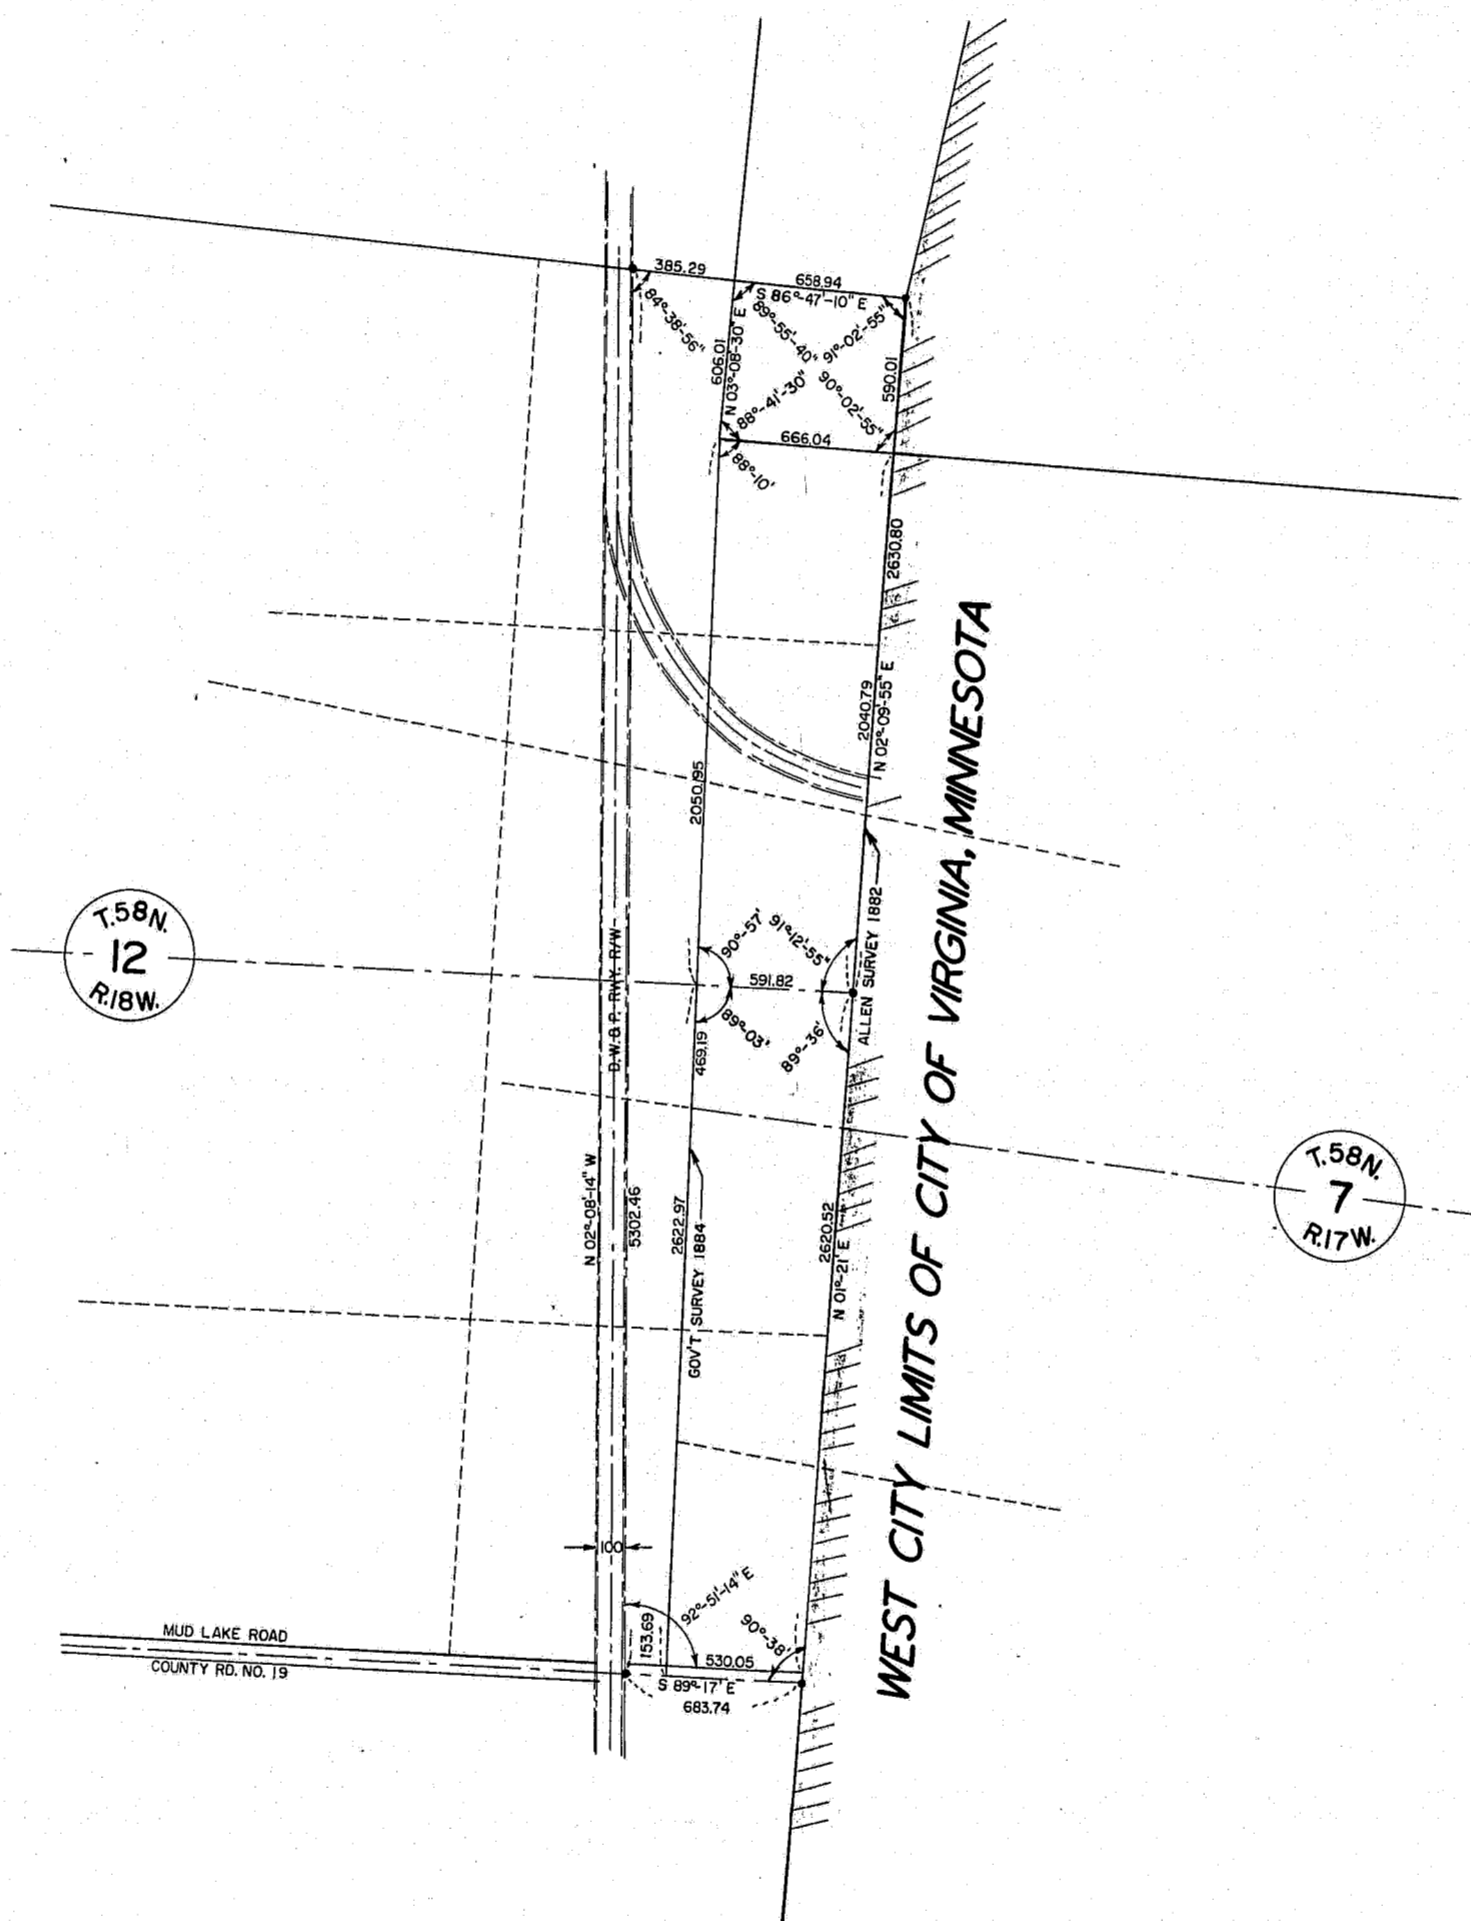 385.29
658.94
S 86°-47'-10" E
84°-38'-56"
606.01
N 03°-08'-30" E
89°-55'-40"
91°-02'-55"
88°-41'-30"
90°-02'-55"
590.01
666.04
88°-10'
2630.80
2040.79
N 02°-09'-55" E
2050.95
T.58N.
12
R.18W.
D.W.&P. RWY. R/W
90°-57'
91°-12'-55"
591.82
89°-03'
89°-36'
469.19
ALLEN SURVEY 1882
WEST CITY LIMITS OF CITY OF VIRGINIA, MINNESOTA
T.58N.
7
R.17W.
N 02°-08'-14" W
5302.46
2622.97
GOV'T SURVEY 1884
2620.52
N 01°-21' E
100
MUD LAKE ROAD
COUNTY RD. NO. 19
153.69
92°-51'-14" E
90°-38'
530.05
S 89°-17' E
683.74